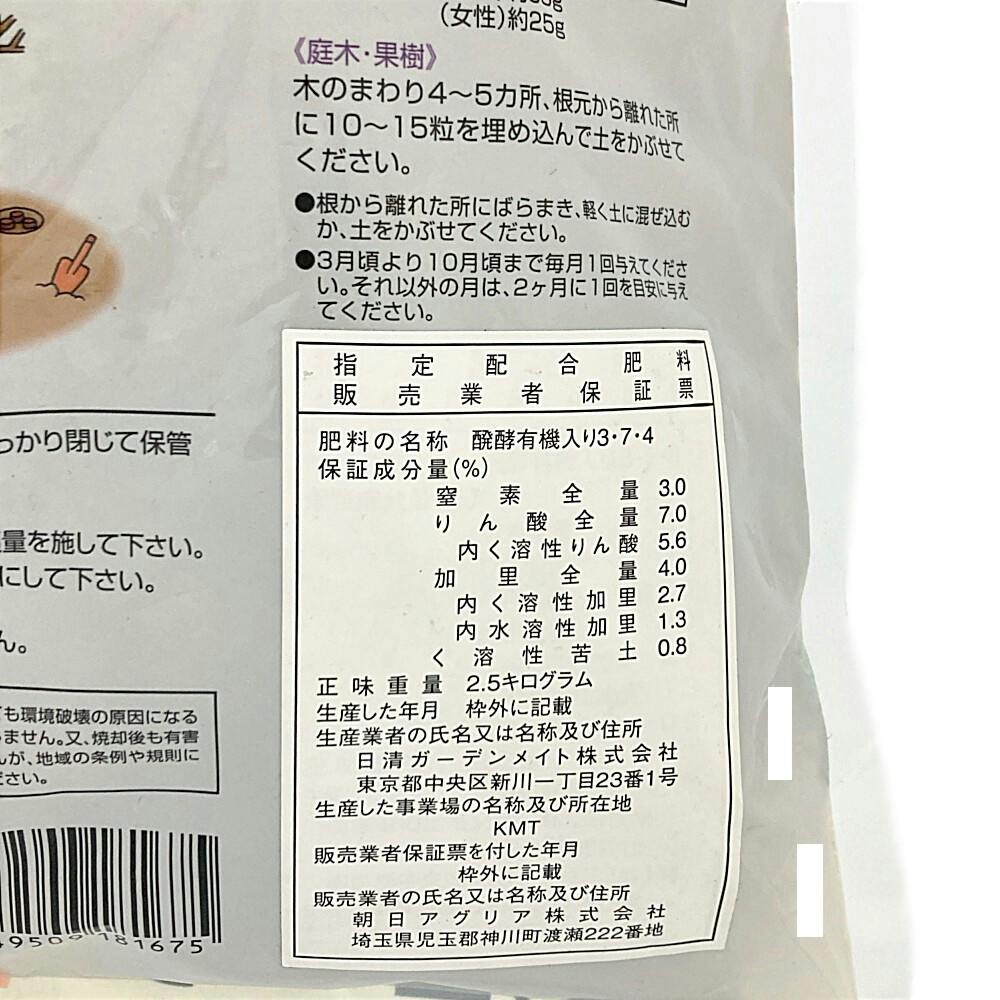 (女性)約25g
《庭木・果樹》
木のまわり4〜5カ所、根元から離れた所
に10〜15粒を埋め込んで土をかぶせて
ください。
●根から離れた所にばらまき、軽く土に混ぜ込む
か、土をかぶせてください。
●3月頃より10月頃まで毎月1回与えてくださ
い。それ以外の月は、2ヶ月に1回を目安に与え
てください。
っかり閉じて保管
量を施して下さい。
にして下さい。
ん。
も環境破壊の原因になる
ません。又、焼却後も有害
が、地域の条例や規則に
ださい。
181675
指定配合肥料
販売業者保証票
肥料の名称 醗酵有機入り3・7・4
保証成分量(%)
窒素全量 3.0
りん酸全量 7.0
内く溶性りん酸 5.6
加里全量 4.0
内く溶性加里 2.7
内水溶性加里 1.3
く溶性苦土 0.8
正味重量 2.5キログラム
生産した年月 枠外に記載
生産業者の氏名又は名称及び住所
日清ガーデンメイト株式会社
東京都中央区新川一丁目23番1号
生産した事業場の名称及び所在地
KMT
販売業者保証票を付した年月
枠外に記載
販売業者の氏名又は名称及び住所
朝日アグリア株式会社
埼玉県児玉郡神川町渡瀬222番地